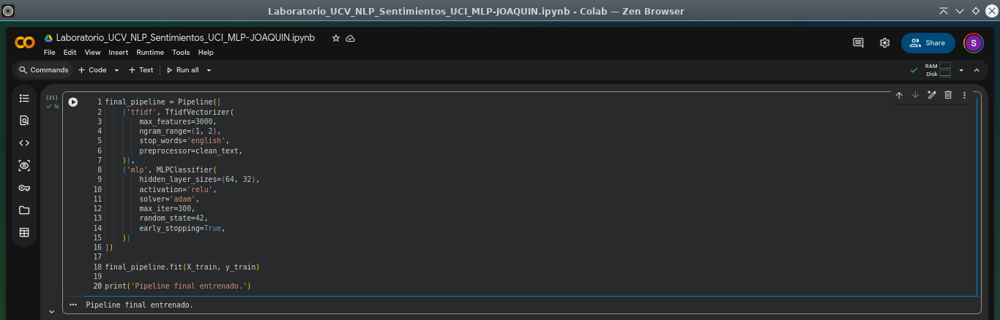 Laboratorio_UCV_NLP_Sentimientos_UCI_MLP-JOAQUIN.ipynb - Colab — Zen Browser
Laboratorio_UCV_NLP_Sentimientos_UCI_MLP-JOAQUIN.ipynb
File Edit View Insert Runtime Tools Help
Share
S
Commands + Code + Text Run all
RAM
Disk
[21]
1s
1 final_pipeline = Pipeline([
2     ('tfidf', TfidfVectorizer(
3         max_features=3000,
4         ngram_range=(1, 2),
5         stop_words='english',
6         preprocessor=clean_text,
7     )),
8     ('mlp', MLPClassifier(
9         hidden_layer_sizes=(64, 32),
10         activation='relu',
11         solver='adam',
12         max_iter=300,
13         random_state=42,
14         early_stopping=True,
15     ))
16 ])
17
18 final_pipeline.fit(X_train, y_train)
19
20 print('Pipeline final entrenado.')
Pipeline final entrenado.